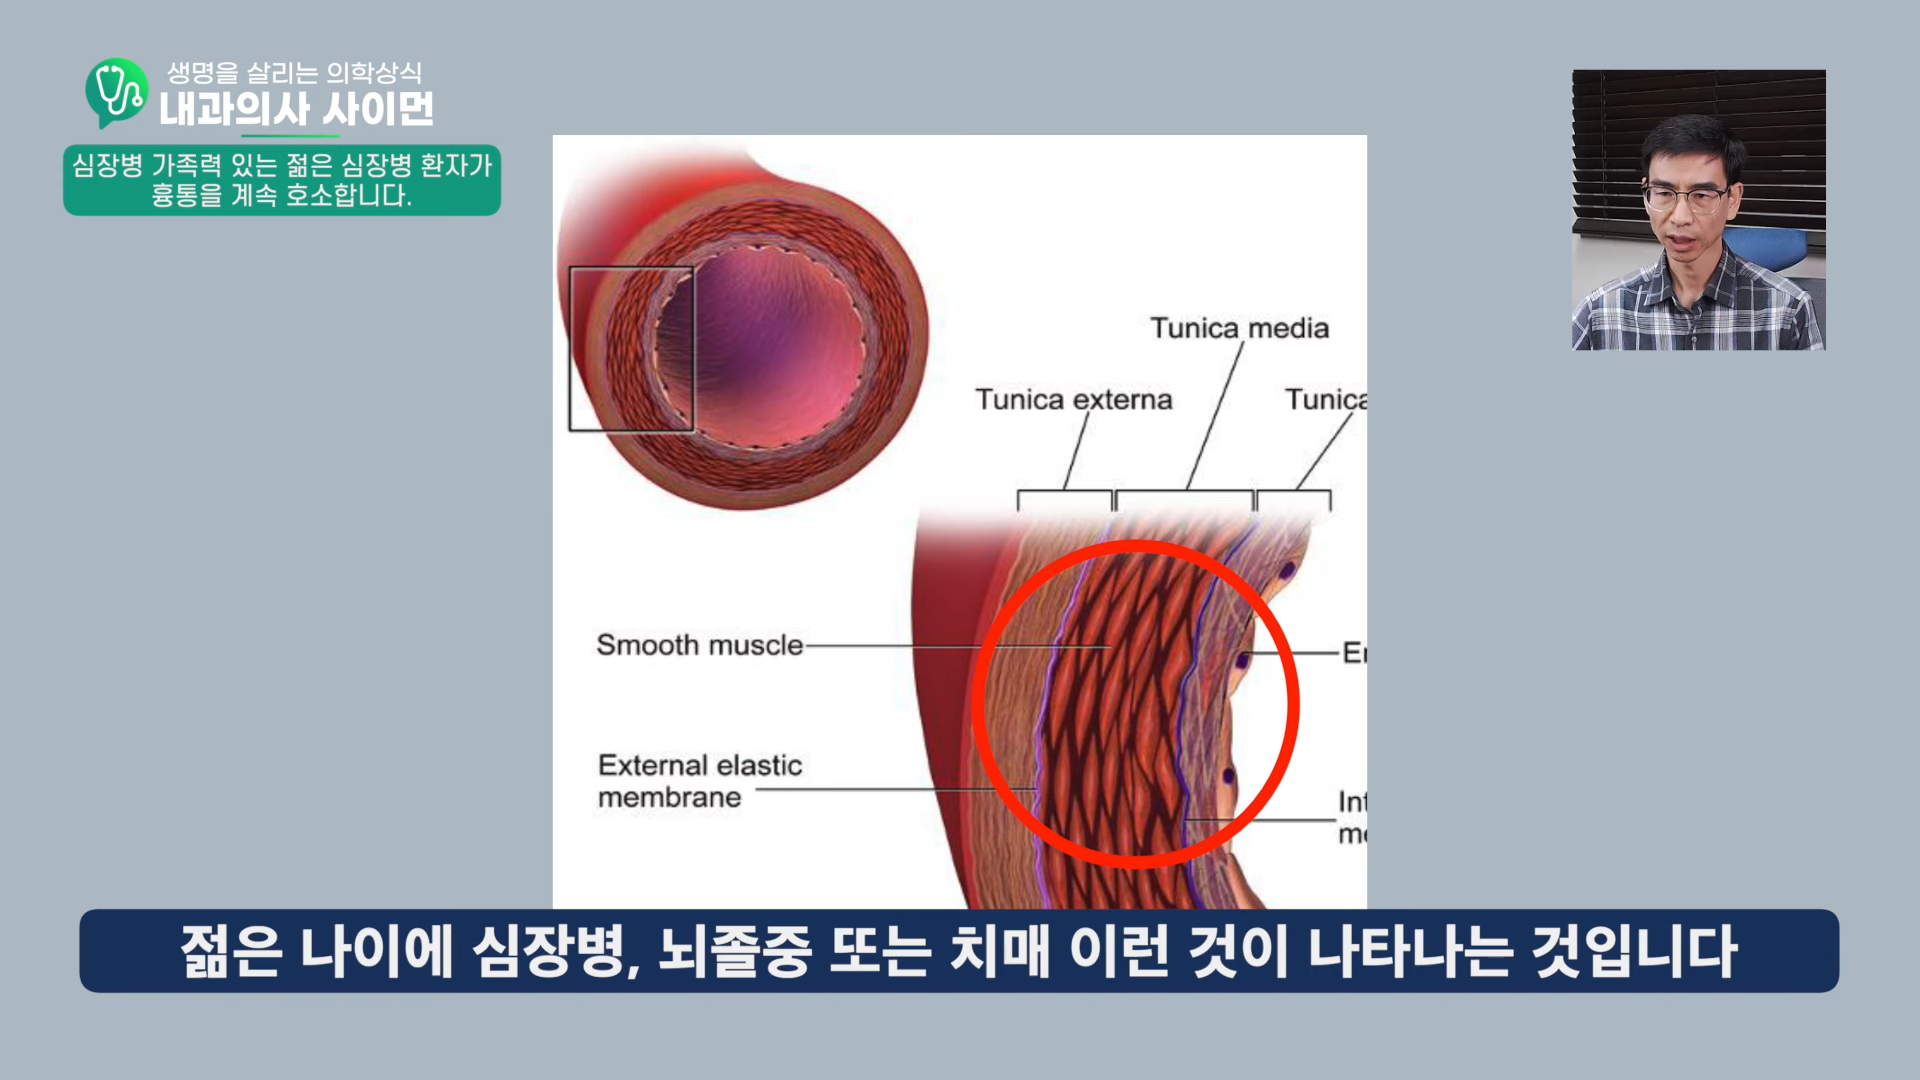 생명을 살리는 의학상식
내과의사 사이먼
심장병 가족력 있는 젊은 심장병 환자가
흉통을 계속 호소합니다.
Tunica media
Tunica externa
Tunica
Smooth muscle
External elastic
membrane
젊은 나이에 심장병, 뇌졸중 또는 치매 이런 것이 나타나는 것입니다